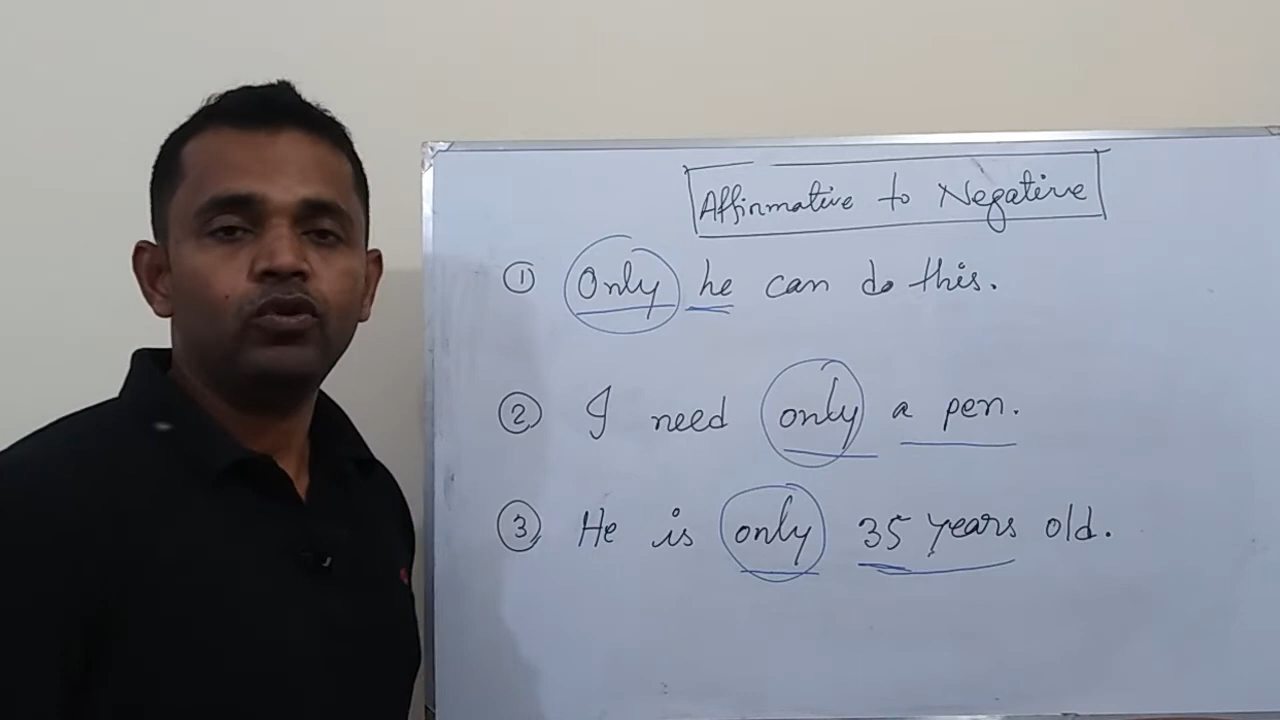 Affirmative to Negative
① Only he can do this.
② I need only a pen.
③ He is only 35 years old.